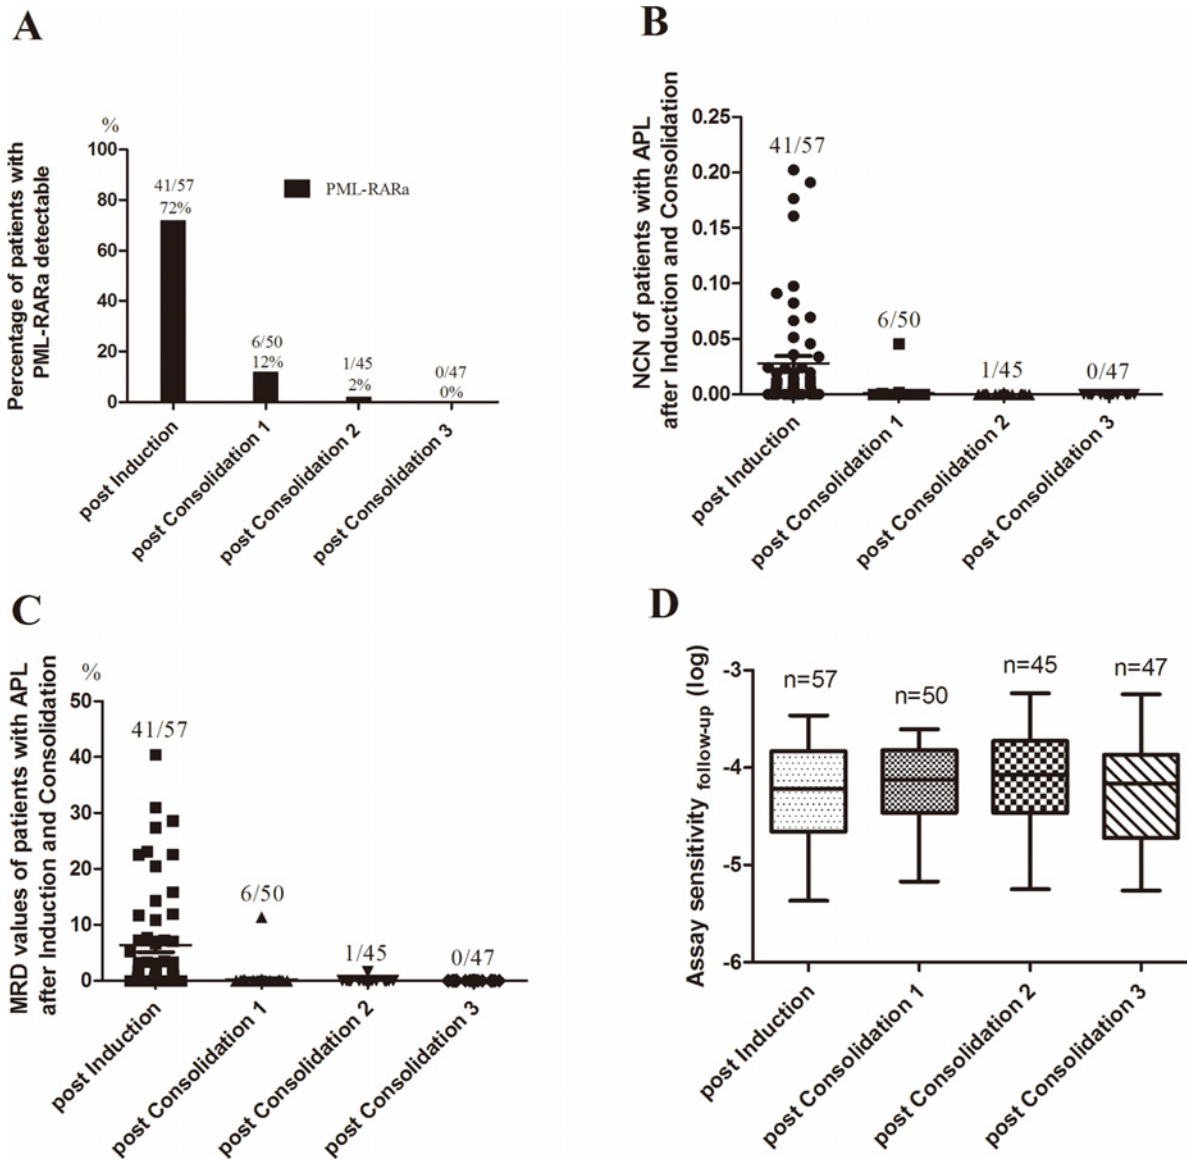 A
%
Percentage of patients with
PML-RARa detectable
100
80
60
40
20
0
41/57
72%
6/50
12%
1/45
2%
0/47
0%
PML-RARa
post Induction
post Consolidation 1
post Consolidation 2
post Consolidation 3
B
NCN of patients with APL
after Induction and Consolidation
0.25
0.20
0.15
0.10
0.05
0.00
41/57
6/50
1/45
0/47
post Induction
post Consolidation 1
post Consolidation 2
post Consolidation 3
C
%
MRD values of patients with APL
after Induction and Consolidation
50
40
30
20
10
0
41/57
6/50
1/45
0/47
post Induction
post Consolidation 1
post Consolidation 2
post Consolidation 3
D
Assay sensitivity follow-up (log)
-3
-4
-5
-6
n=57
n=50
n=45
n=47
post Induction
post Consolidation 1
post Consolidation 2
post Consolidation 3